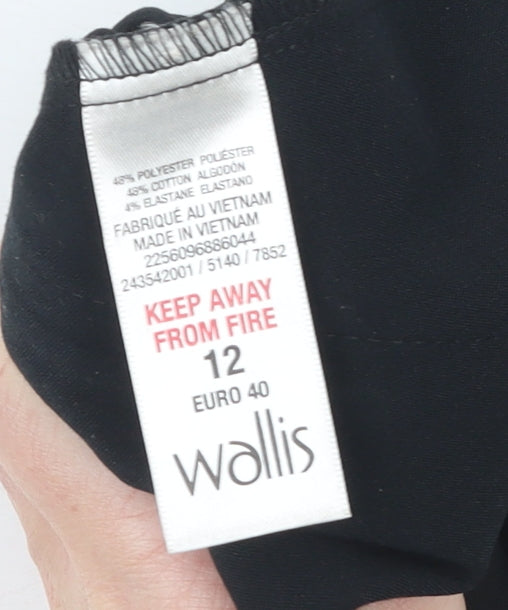 48% POLYESTER POLIÉSTER
48% COTTON ALGODÓN
4% ELASTANE ELASTANO
FABRIQUÉ AU VIETNAM
MADE IN VIETNAM
2256096886044
243542001 / 5140 / 7852
KEEP AWAY
FROM FIRE
12
EURO 40
wallis